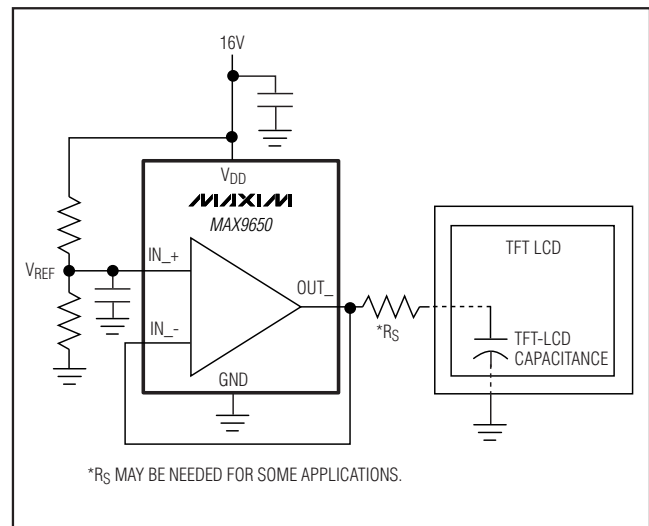 16V
VDD
MAXIM
MAX9650
VREF
IN_+
IN_-
OUT_
GND
*RS
TFT LCD
TFT-LCD
CAPACITANCE
*RS MAY BE NEEDED FOR SOME APPLICATIONS.